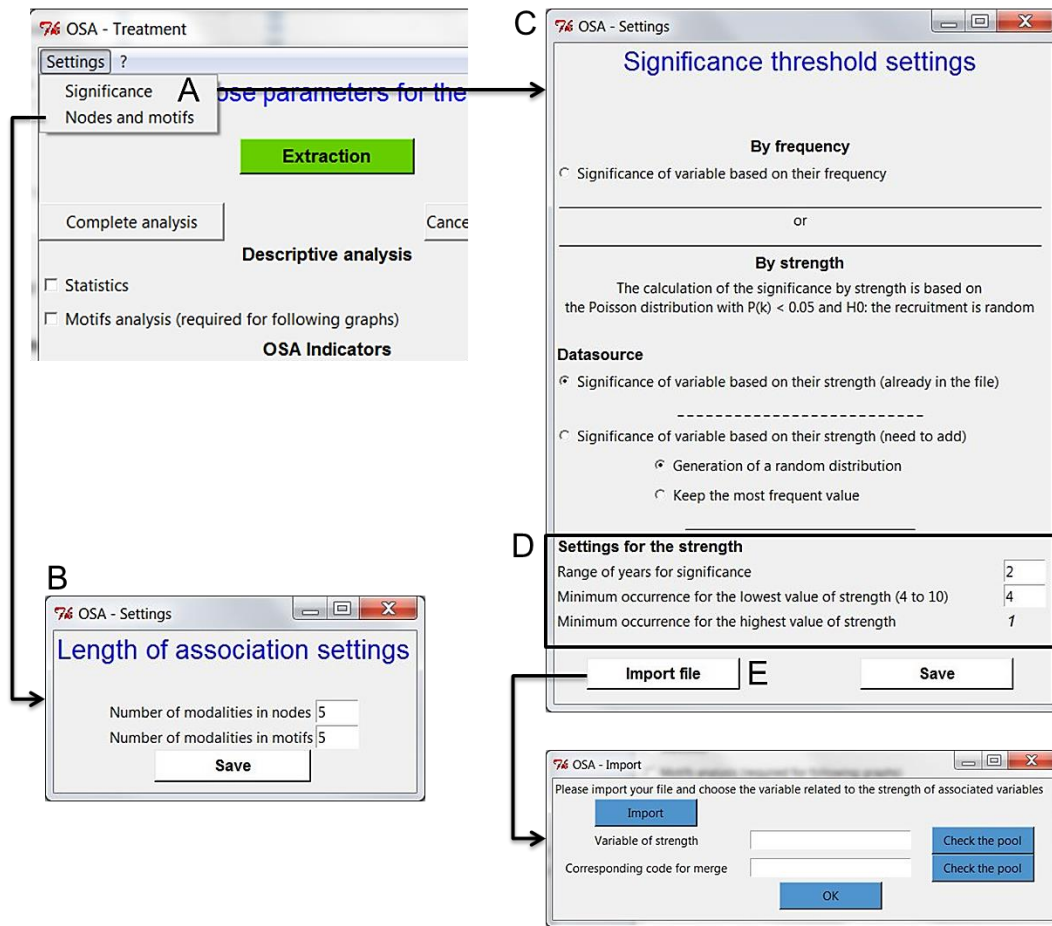 OSA - Treatment
Settings ?
Significance
A
ose parameters for the
Nodes and motifs
Extraction
Complete analysis
Cance
Descriptive analysis
Statistics
Motifs analysis (required for following graphs)
OSA Indicators
B
OSA - Settings
Length of association settings
Number of modalities in nodes 5
Number of modalities in motifs 5
Save
C
OSA - Settings
Significance threshold settings
By frequency
Significance of variable based on their frequency
or
By strength
The calculation of the significance by strength is based on
the Poisson distribution with P(k) < 0.05 and H0: the recruitment is random
Datasource
Significance of variable based on their strength (already in the file)
Significance of variable based on their strength (need to add)
Generation of a random distribution
Keep the most frequent value
D
Settings for the strength
Range of years for significance 2
Minimum occurrence for the lowest value of strength (4 to 10) 4
Minimum occurrence for the highest value of strength 1
Import file E Save
OSA - Import
Please import your file and choose the variable related to the strength of associated variables
Import
Variable of strength Check the pool
Corresponding code for merge Check the pool
OK